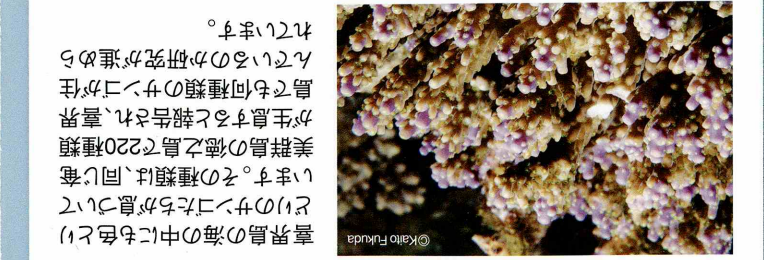 喜界島の海の中にも色とり
どりのサンゴたちが息づいて
います。その種類は、同じ奄
美群島の徳之島で220種類
が生息すると報告され、喜界
島でも何種類のサンゴが住
んでいるのか研究が進めら
れています。
©Kaito Fukuda